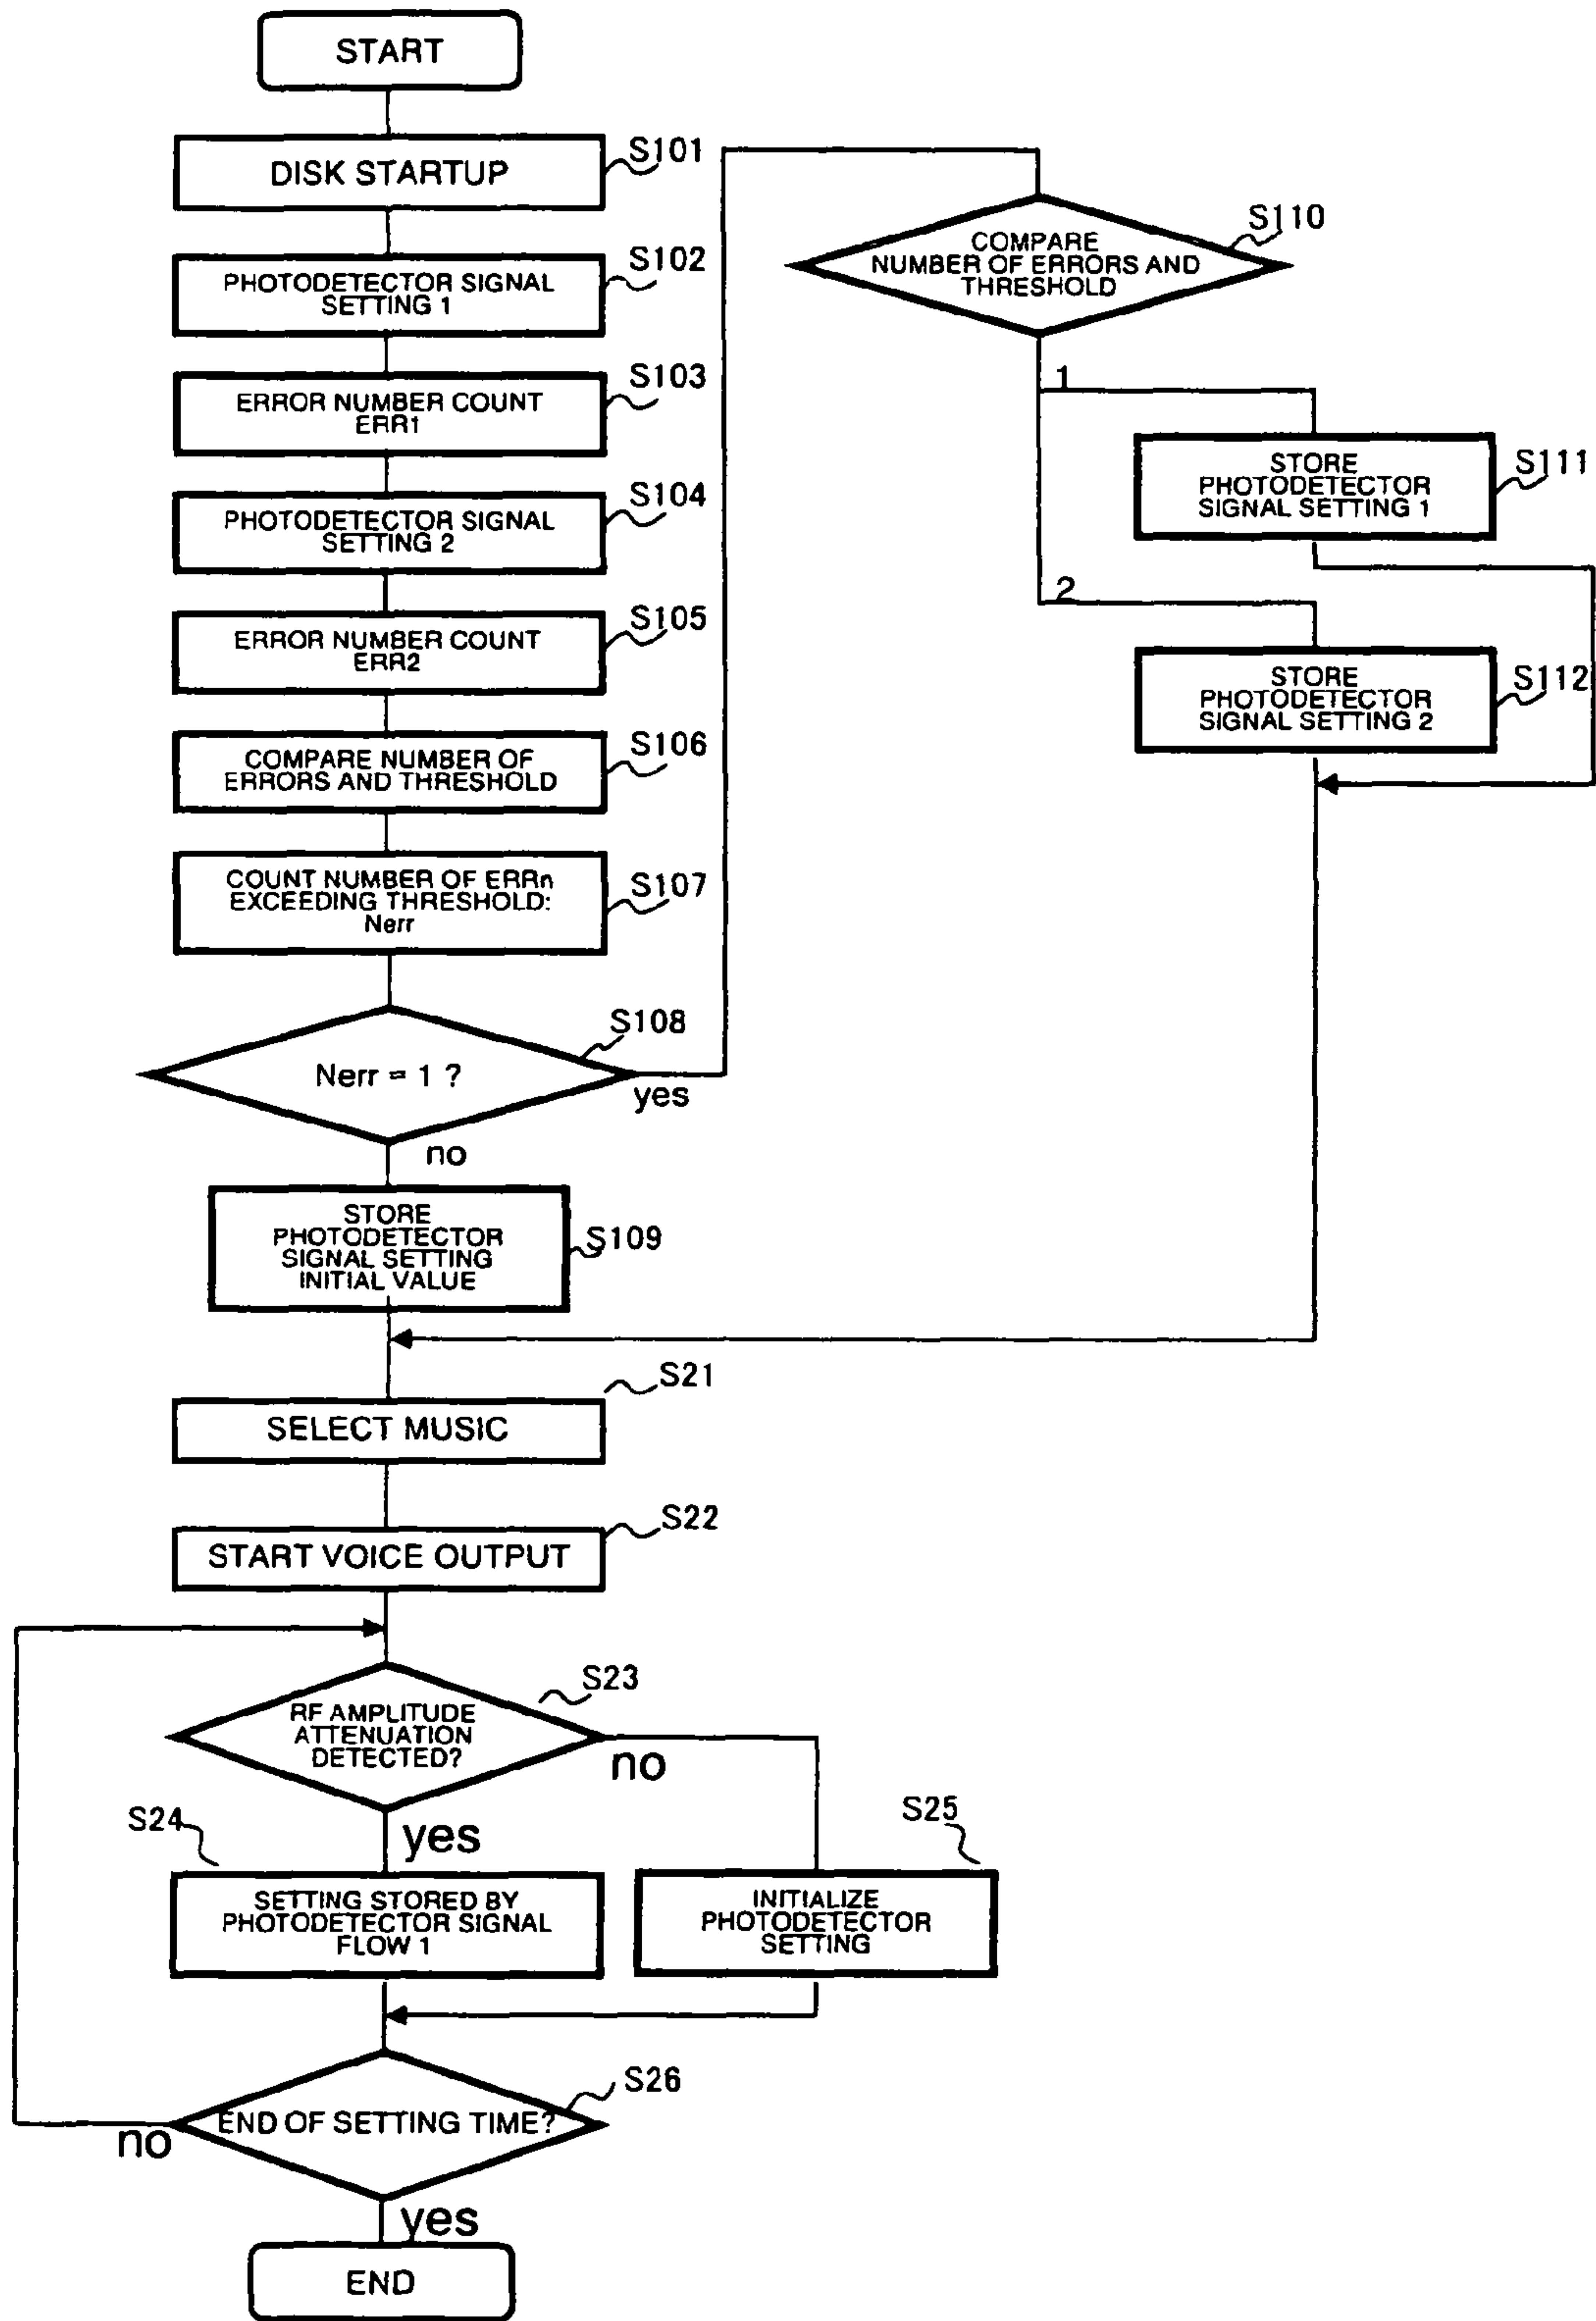 START
DISK STARTUP
S101
PHOTODETECTOR SIGNAL
SETTING 1
S102
ERROR NUMBER COUNT
ERR1
S103
PHOTODETECTOR SIGNAL
SETTING 2
S104
ERROR NUMBER COUNT
ERR2
S105
COMPARE NUMBER OF
ERRORS AND THRESHOLD
S106
COUNT NUMBER OF ERRn
EXCEEDING THRESHOLD:
Nerr
S107
Nerr = 1 ?
S108
yes
no
STORE
PHOTODETECTOR
SIGNAL SETTING
INITIAL VALUE
S109
COMPARE
NUMBER OF ERRORS AND
THRESHOLD
S110
1
STORE
PHOTODETECTOR
SIGNAL SETTING 1
S111
2
STORE
PHOTODETECTOR
SIGNAL SETTING 2
S112
S21
SELECT MUSIC
S22
START VOICE OUTPUT
S23
RF AMPLITUDE
ATTENUATION
DETECTED?
no
yes
S24
SETTING STORED BY
PHOTODETECTOR SIGNAL
FLOW 1
S25
INITIALIZE
PHOTODETECTOR
SETTING
S26
END OF SETTING TIME?
no
yes
END